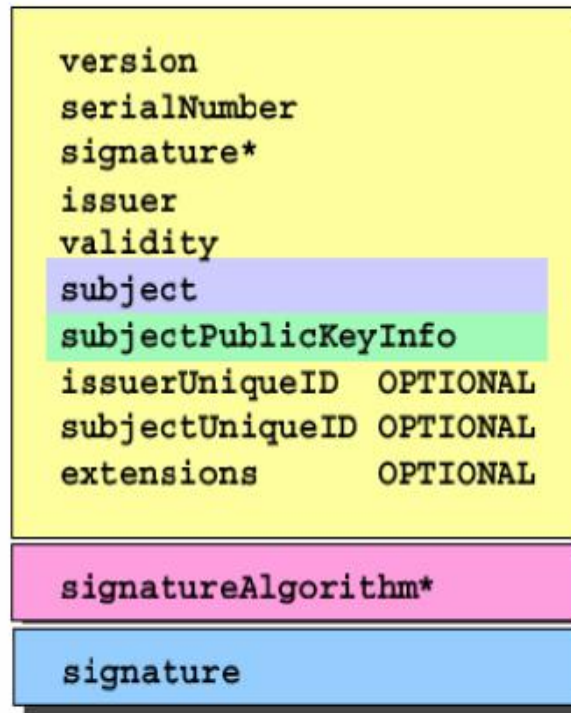 version
serialNumber
signature*
issuer
validity
subject
subjectPublicKeyInfo
issuerUniqueID OPTIONAL
subjectUniqueID OPTIONAL
extensions OPTIONAL
signatureAlgorithm*
signature